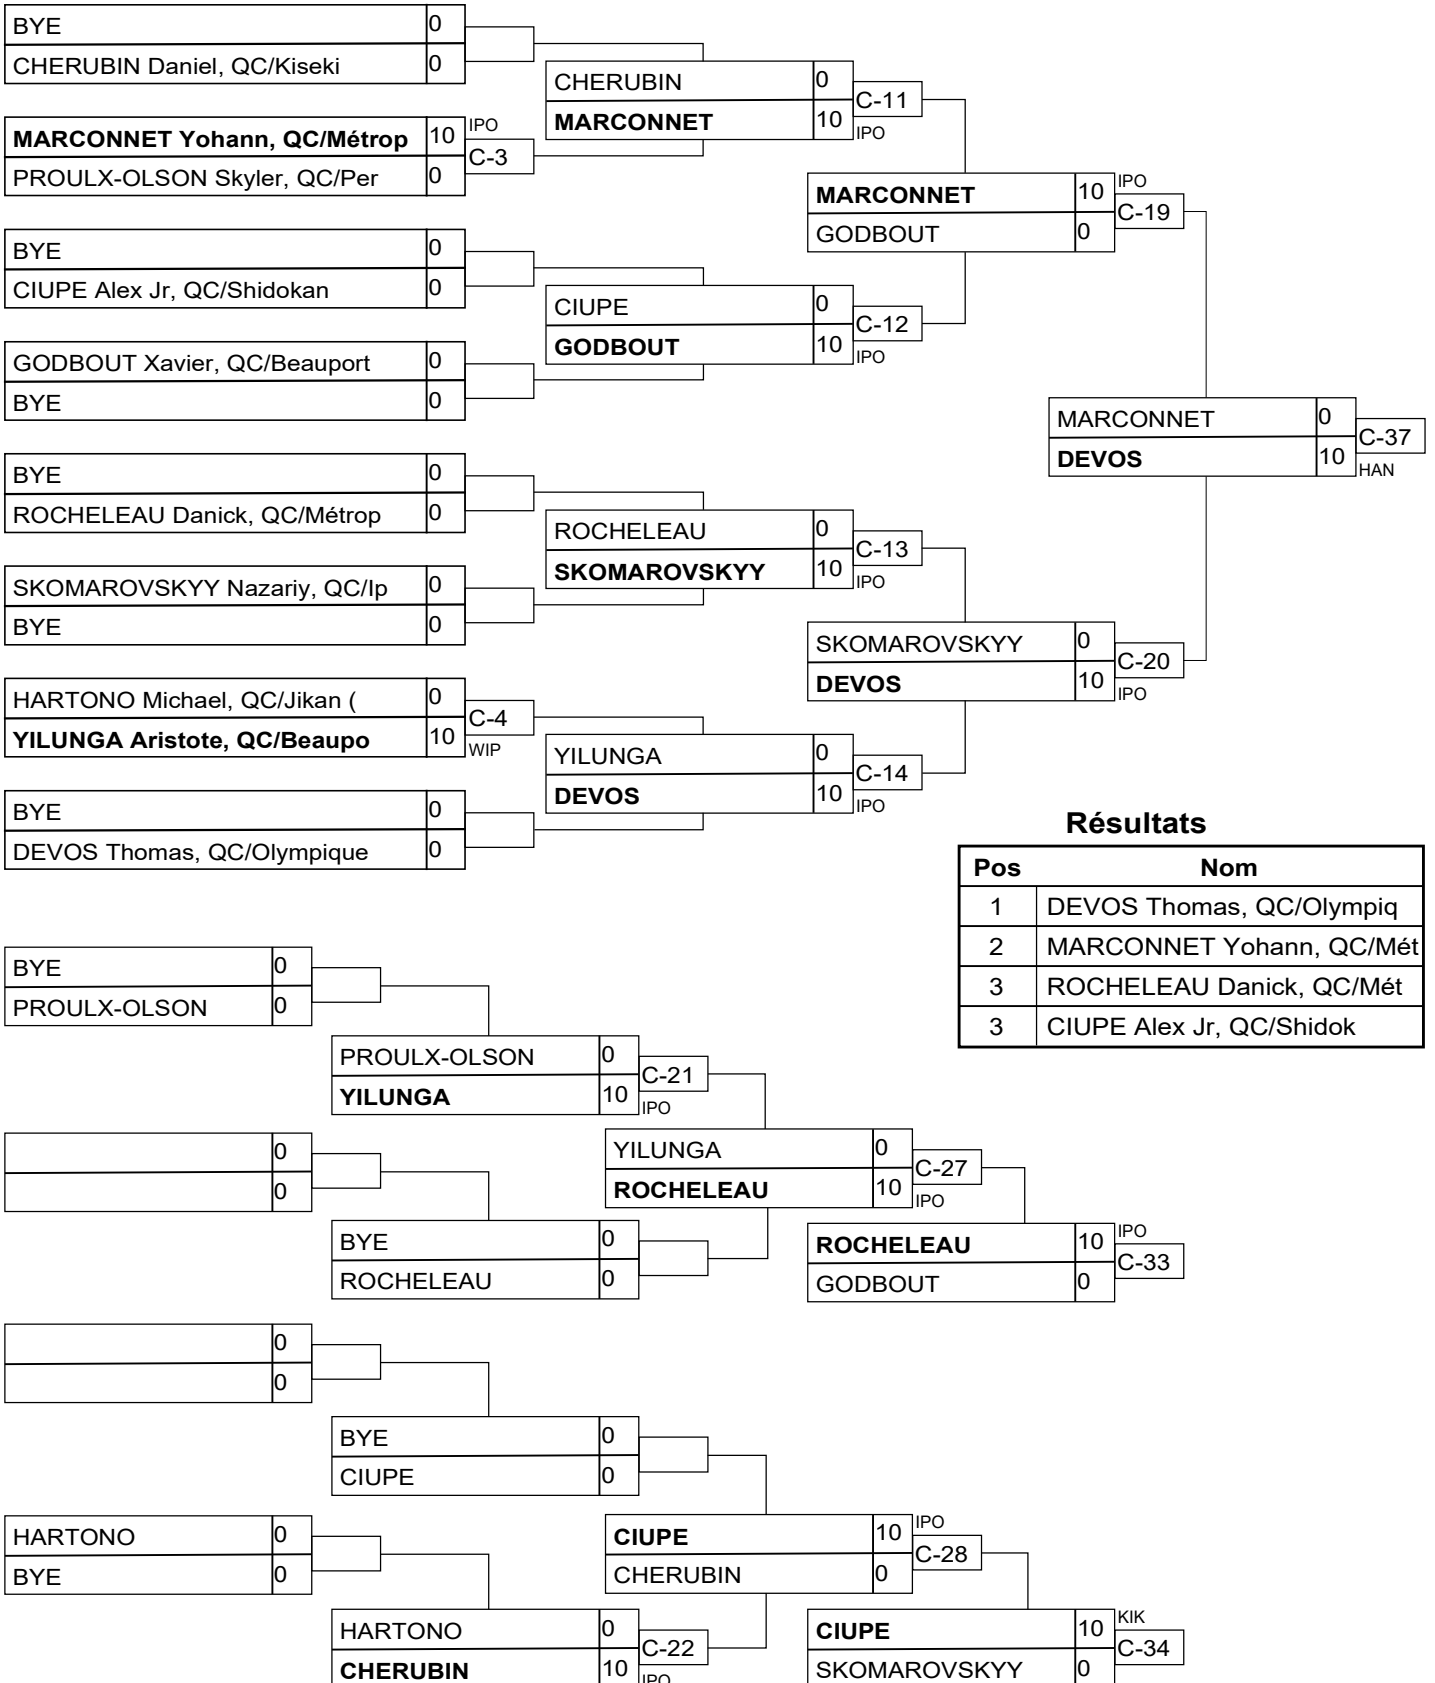 BYE 0
CHERUBIN Daniel, QC/Kiseki 0
MARCONNET Yohann, QC/Métrop 10 IPO
C-3
PROULX-OLSON Skyler, QC/Per 0
BYE 0
CIUPE Alex Jr, QC/Shidokan 0
GODBOUT Xavier, QC/Beauport 0
BYE 0
BYE 0
ROCHELEAU Danick, QC/Métrop 0
SKOMAROVSKYY Nazariy, QC/Ip 0
BYE 0
HARTONO Michael, QC/Jikan ( 0
C-4
YILUNGA Aristote, QC/Beaupo 10 WIP
BYE 0
DEVOS Thomas, QC/Olympique 0
CHERUBIN 0
C-11
MARCONNET 10 IPO
CIUPE 0
C-12
GODBOUT 10 IPO
ROCHELEAU 0
C-13
SKOMAROVSKYY 10 IPO
YILUNGA 0
C-14
DEVOS 10 IPO
MARCONNET 10 IPO
C-19
GODBOUT 0
SKOMAROVSKYY 0
C-20
DEVOS 10 IPO
MARCONNET 0
C-37
DEVOS 10 HAN
Résultats
Pos Nom
1 DEVOS Thomas, QC/Olympiq
2 MARCONNET Yohann, QC/Mét
3 ROCHELEAU Danick, QC/Mét
3 CIUPE Alex Jr, QC/Shidok
BYE 0
PROULX-OLSON 0
PROULX-OLSON 0
C-21
YILUNGA 10 IPO
0
0
BYE 0
ROCHELEAU 0
YILUNGA 0
C-27
ROCHELEAU 10 IPO
ROCHELEAU 10 IPO
C-33
GODBOUT 0
0
0
BYE 0
CIUPE 0
HARTONO 0
BYE 0
HARTONO 0
C-22
CHERUBIN 10 IPO
CIUPE 10 IPO
C-28
CHERUBIN 0
CIUPE 10 KIK
C-34
SKOMAROVSKYY 0